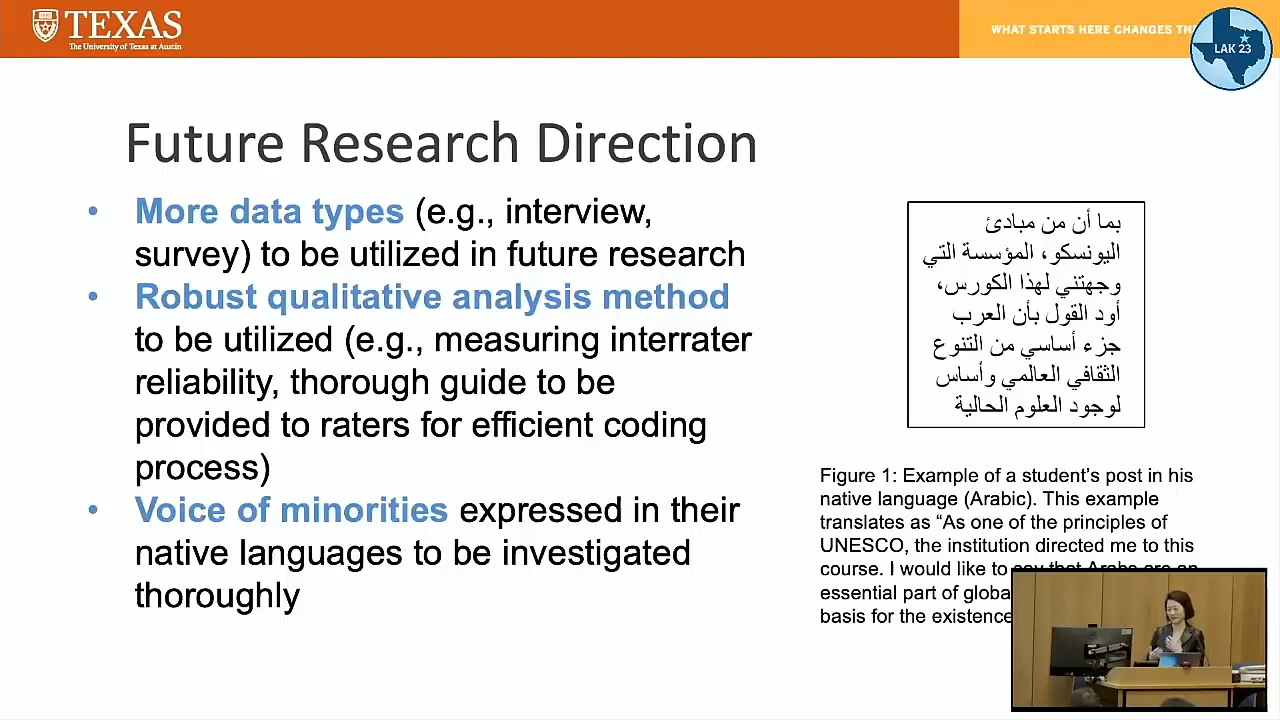 TEXAS
The University of Texas at Austin
WHAT STARTS HERE CHANGES
LAK 23
Future Research Direction
• More data types (e.g., interview,
survey) to be utilized in future research
• Robust qualitative analysis method
to be utilized (e.g., measuring interrater
reliability, thorough guide to be
provided to raters for efficient coding
process)
• Voice of minorities expressed in their
native languages to be investigated
thoroughly
بما أن من مبادئ
اليونسكو، المؤسسة التي
وجهتني لهذا الكورس،
أود القول بأن العرب
جزء أساسي من التنوع
الثقافي العالمي وأساس
لوجود العلوم الحالية
Figure 1: Example of a student’s post in his
native language (Arabic). This example
translates as “As one of the principles of
UNESCO, the institution directed me to this
course. I would like to say that Arabs are an
essential part of globa
basis for the existence